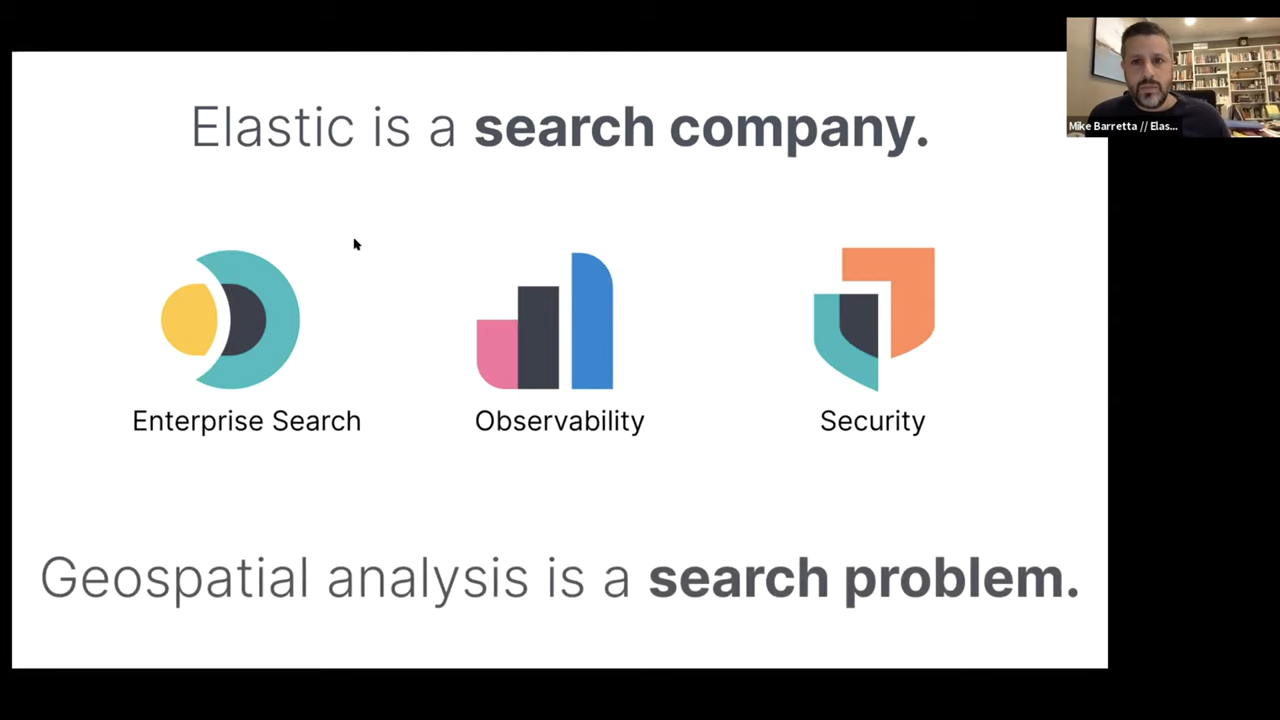 Elastic is a search company.
Mike Barretta // Elas...
Enterprise Search
Observability
Security
Geospatial analysis is a search problem.